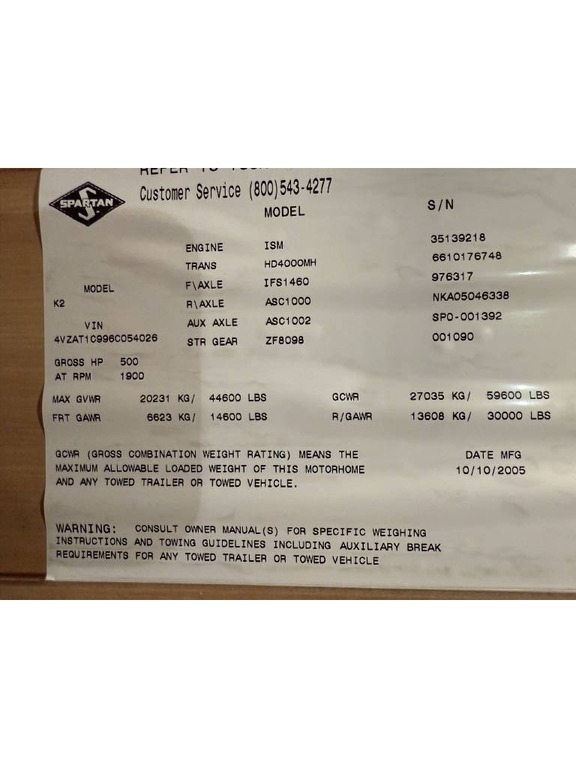 SPARTAN
S
Customer Service (800)543-4277
MODEL S/N
ENGINE ISM 35139218
TRANS HD4000MH 6610176748
MODEL F\AXLE IFS1460 976317
K2 R\AXLE ASC1000 NKA05046338
VIN AUX AXLE ASC1002 SPO-001392
4VZAT1C996C054026 STR GEAR ZF8098 001090
GROSS HP 500
AT RPM 1900
MAX GVWR 20231 KG/ 44600 LBS GCWR 27035 KG/ 59600 LBS
FRT GAWR 6623 KG/ 14600 LBS R/GAWR 13608 KG/ 30000 LBS
GCWR (GROSS COMBINATION WEIGHT RATING) MEANS THE DATE MFG
MAXIMUM ALLOWABLE LOADED WEIGHT OF THIS MOTORHOME 10/10/2005
AND ANY TOWED TRAILER OR TOWED VEHICLE.
WARNING: CONSULT OWNER MANUAL(S) FOR SPECIFIC WEIGHING
INSTRUCTIONS AND TOWING GUIDELINES INCLUDING AUXILIARY BREAK
REQUIREMENTS FOR ANY TOWED TRAILER OR TOWED VEHICLE